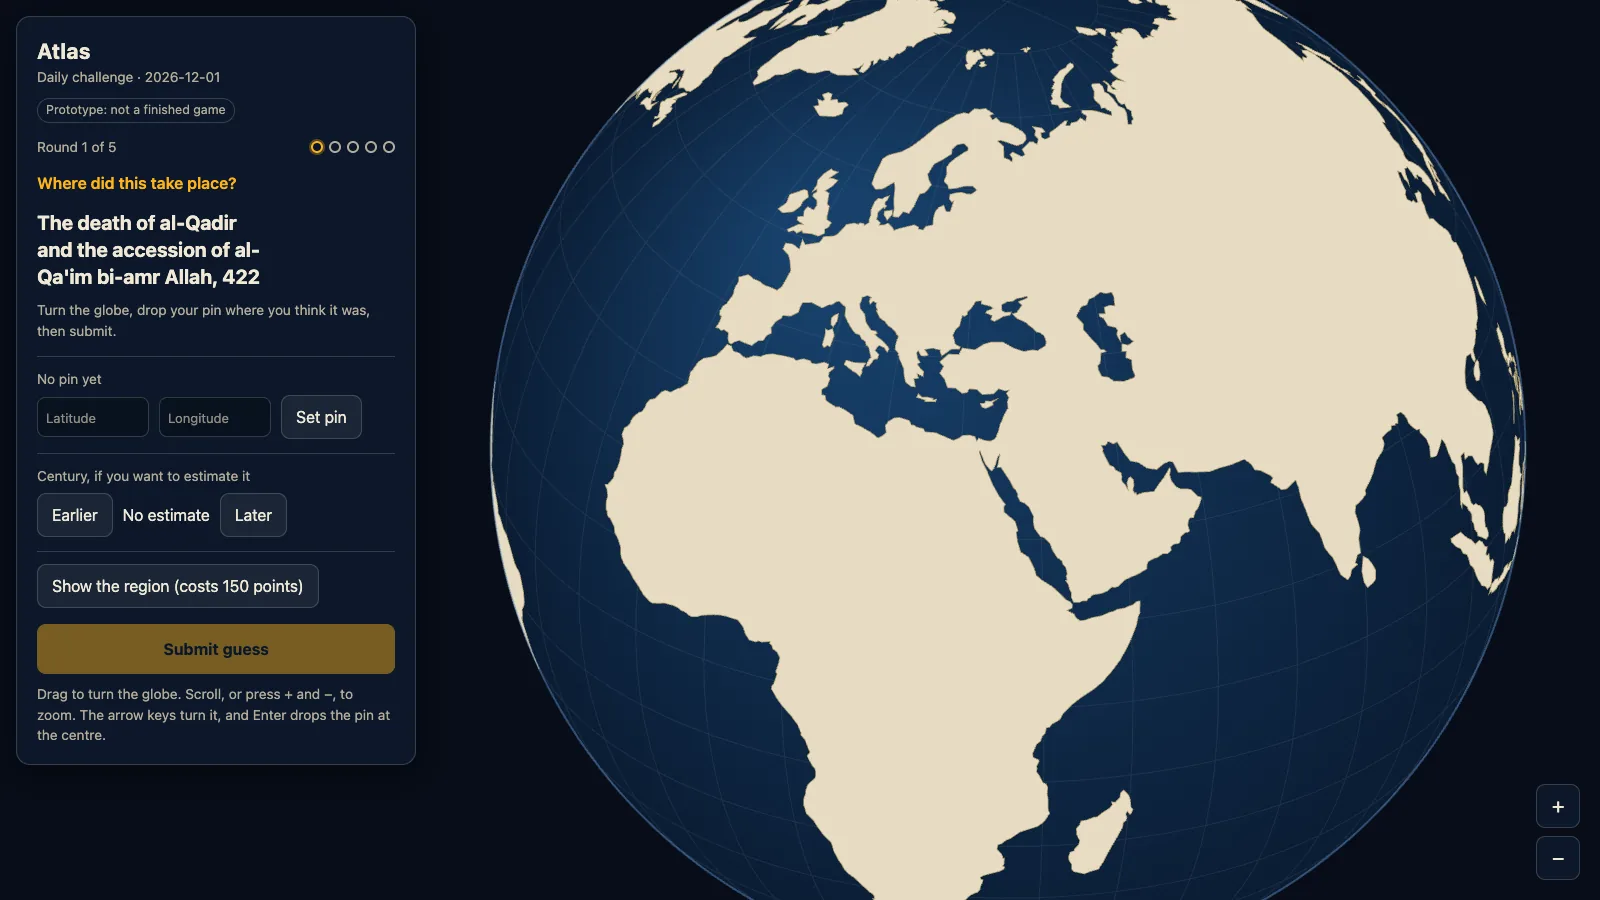 Atlas
Daily challenge · 2026-12-01
Prototype: not a finished game
Round 1 of 5
Where did this take place?
The death of al-Qadir
and the accession of al-
Qa'im bi-amr Allah, 422
Turn the globe, drop your pin where you think it was,
then submit.
No pin yet
Latitude
Longitude
Set pin
Century, if you want to estimate it
Earlier
No estimate
Later
Show the region (costs 150 points)
Submit guess
Drag to turn the globe. Scroll, or press + and −, to
zoom. The arrow keys turn it, and Enter drops the pin at
the centre.
+
−